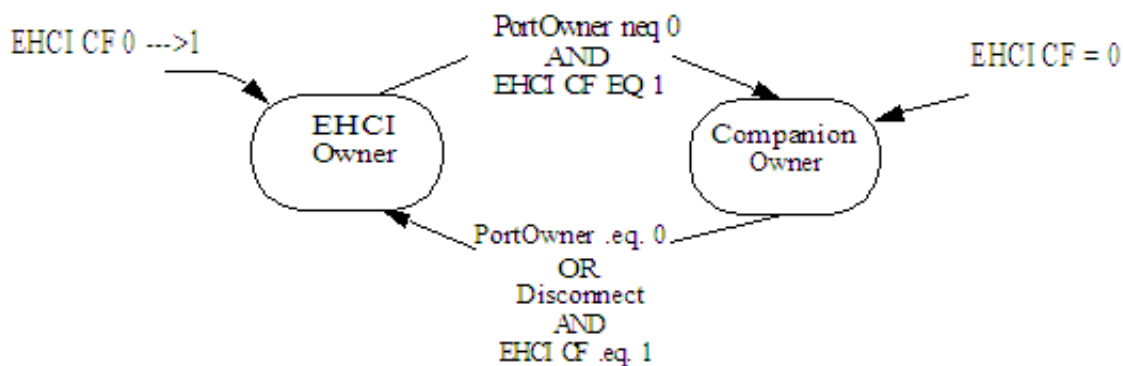 EHCI CF 0 --->1
PortOwner neq 0
AND
EHCI CF EQ 1
EHCI CF = 0
EHCI
Owner
Companion
Owner
PortOwner .eq. 0
OR
Disconnect
AND
EHCI CF .eq. 1